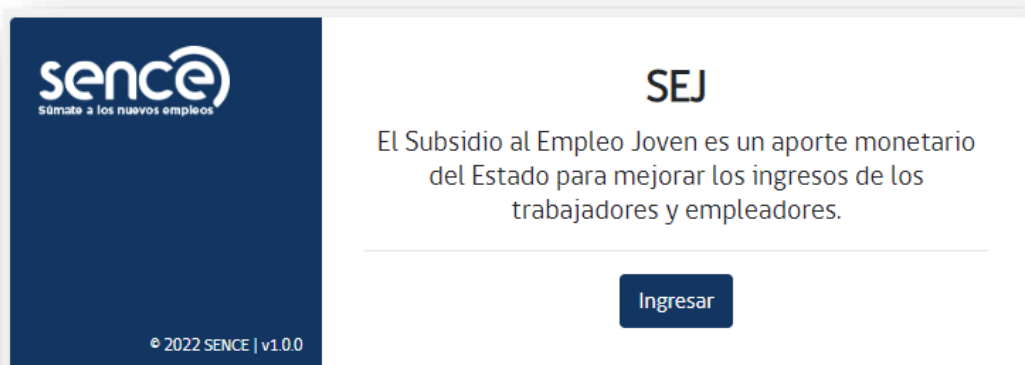 sence
Súmate a los nuevos empleos
© 2022 SENCE | v1.0.0
SEJ
El Subsidio al Empleo Joven es un aporte monetario
del Estado para mejorar los ingresos de los
trabajadores y empleadores.
Ingresar